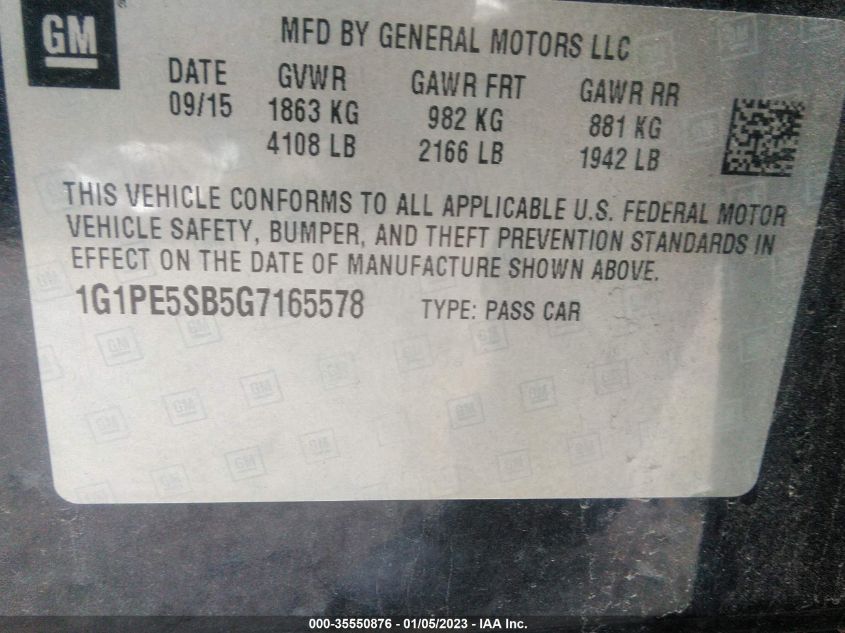 GM
MFD BY GENERAL MOTORS LLC
DATE GVWR GAWR FRT GAWR RR
09/15 1863 KG 982 KG 881 KG
4108 LB 2166 LB 1942 LB
THIS VEHICLE CONFORMS TO ALL APPLICABLE U.S. FEDERAL MOTOR
VEHICLE SAFETY, BUMPER, AND THEFT PREVENTION STANDARDS IN
EFFECT ON THE DATE OF MANUFACTURE SHOWN ABOVE.
1G1PE5SB5G7165578 TYPE: PASS CAR
000-35550876 - 01/05/2023 - IAA Inc.